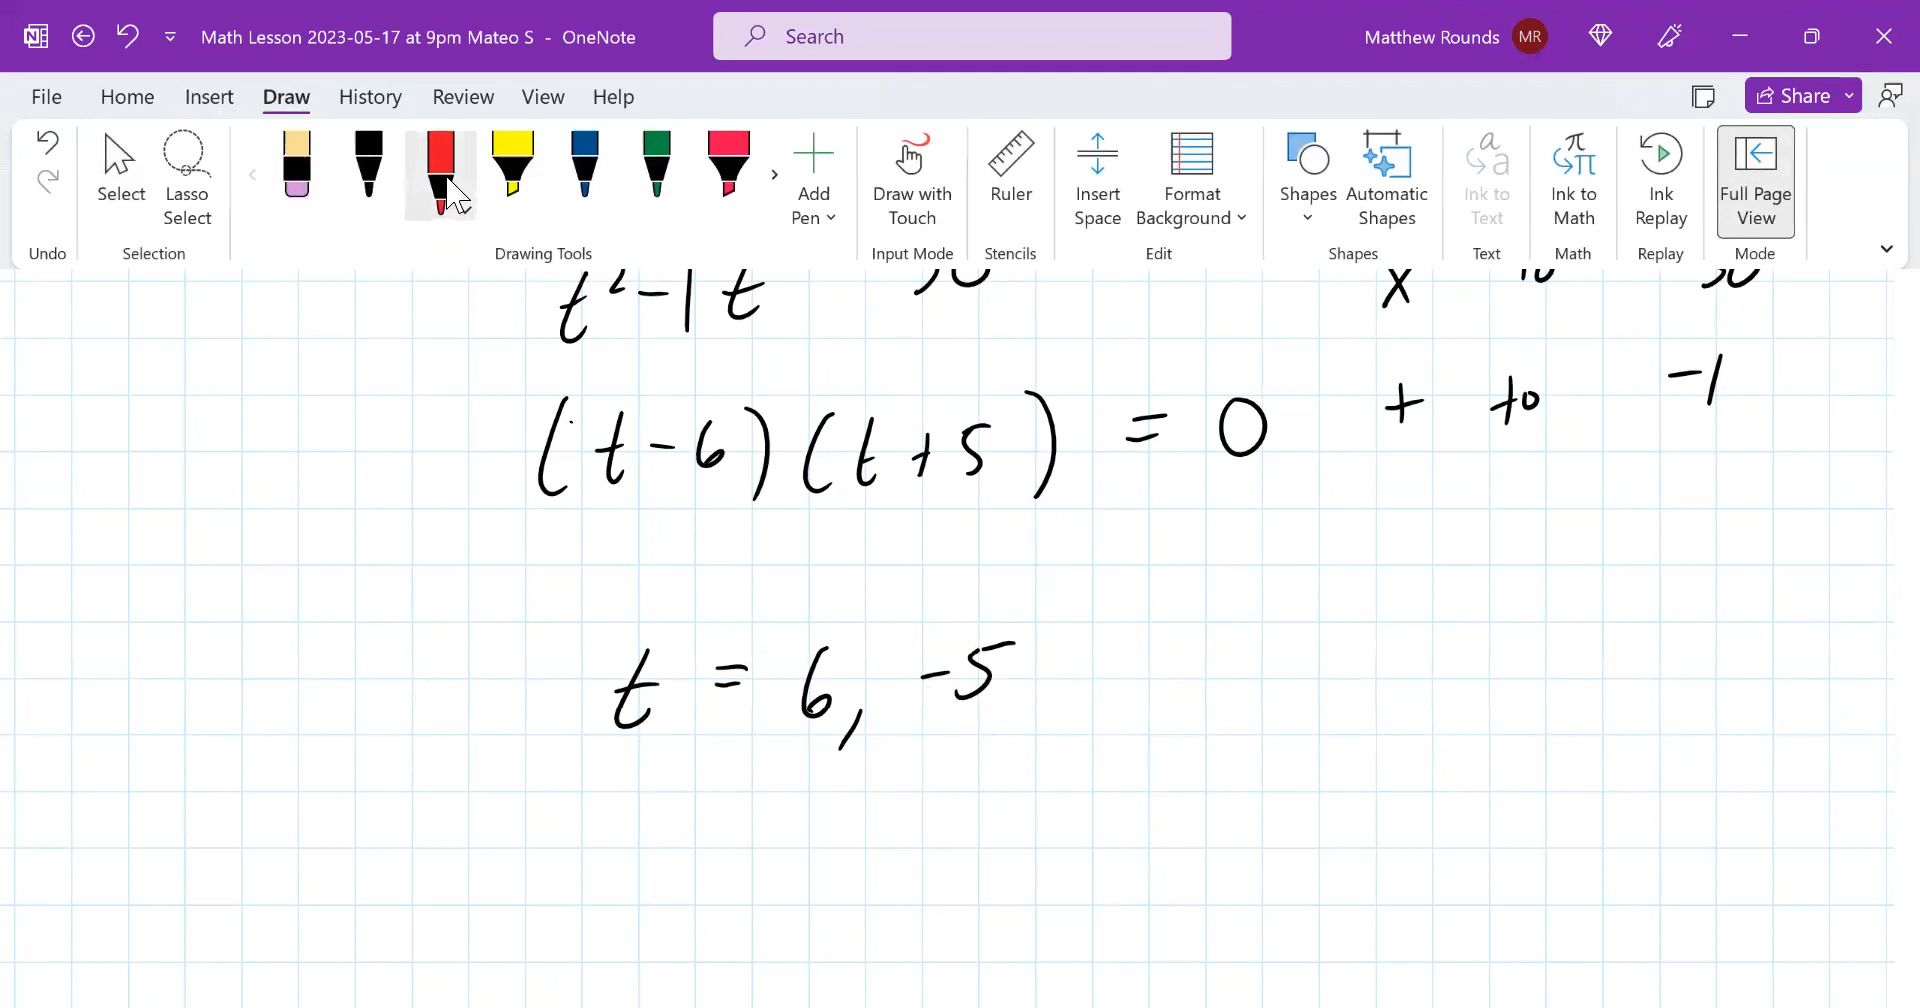 Math Lesson 2023-05-17 at 9pm Mateo S - OneNote
Search
Matthew Rounds MR
File Home Insert Draw History Review View Help
Share
Select
Lasso Select
Add Pen
Draw with Touch
Ruler
Insert Space
Format Background
Shapes
Automatic Shapes
Ink to Text
Ink to Math
Ink Replay
Full Page View
Undo Selection Drawing Tools Input Mode Stencils Edit Shapes Text Math Replay Mode
t² - 1t
x to
(t - 6)(t + 5) = 0
+ to -1
t = 6, -5